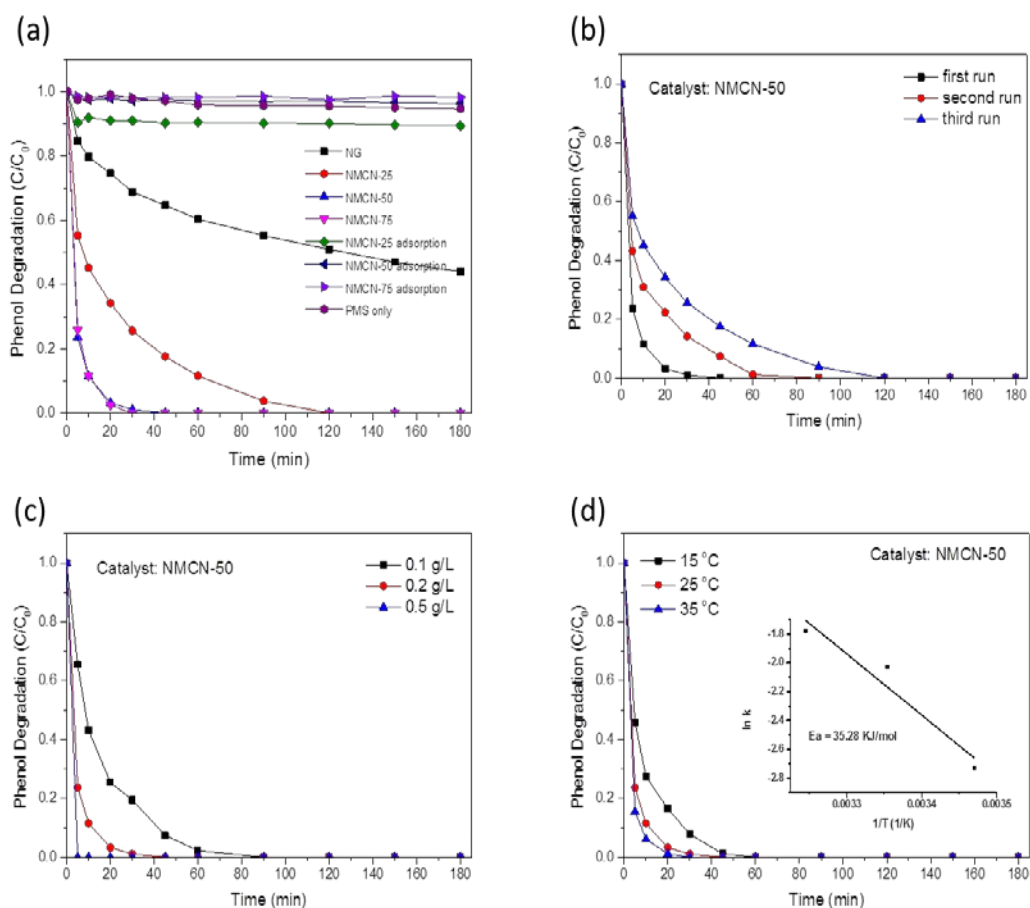 (a)
Phenol Degradation (C/C₀)
1.0
0.8
0.6
0.4
0.2
0.0
NG
NMCN-25
NMCN-50
NMCN-75
NMCN-25 adsorption
NMCN-50 adsorption
NMCN-75 adsorption
PMS only
0 20 40 60 80 100 120 140 160 180
Time (min)
(b)
Phenol Degradation (C/C₀)
1.0
0.8
0.6
0.4
0.2
0.0
Catalyst: NMCN-50
first run
second run
third run
0 20 40 60 80 100 120 140 160 180
Time (min)
(c)
Phenol Degradation (C/C₀)
1.0
0.8
0.6
0.4
0.2
0.0
Catalyst: NMCN-50
0.1 g/L
0.2 g/L
0.5 g/L
0 20 40 60 80 100 120 140 160 180
Time (min)
(d)
Phenol Degradation (C/C₀)
1.0
0.8
0.6
0.4
0.2
0.0
15 °C
25 °C
35 °C
Catalyst: NMCN-50
ln k
-1.8
-2.0
-2.2
-2.4
-2.6
-2.8
Ea = 35.28 KJ/mol
0.0033 0.0034 0.0035
1/T (1/K)
0 20 40 60 80 100 120 140 160 180
Time (min)